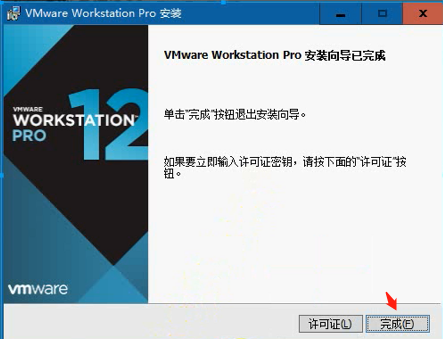 VMware Workstation Pro 安装
VMware Workstation Pro 安装向导已完成
VMWARE
WORKSTATION
PRO 12
单击"完成"按钮退出安装向导。
如果要立即输入许可证密钥，请按下面的"许可证"按
钮。
vmware
许可证(L)
完成(F)